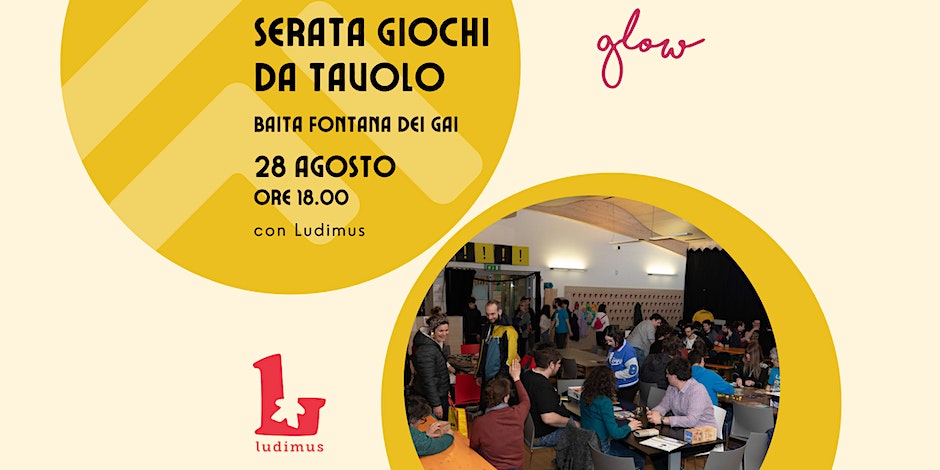 SERATA GIOCHI
DA TAVOLO
BAITA FONTANA DEI GAI
28 AGOSTO
ORE 18.00
con Ludimus
glow
L
ludimus